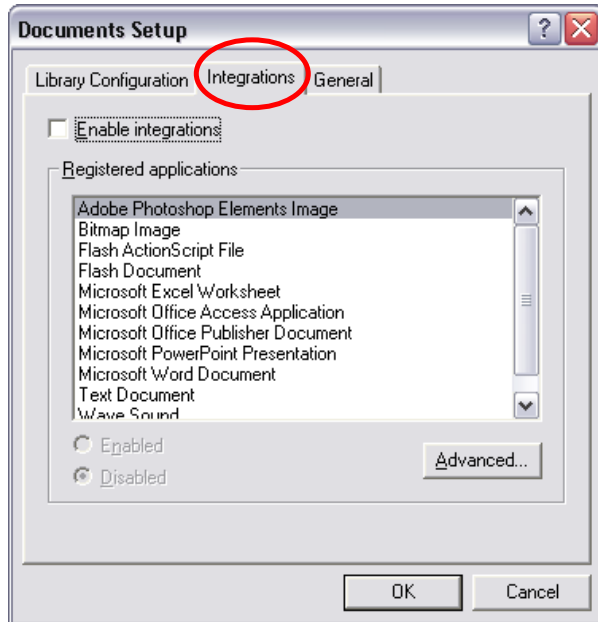 Documents Setup
Library Configuration Integrations General
Enable integrations
Registered applications
Adobe Photoshop Elements Image
Bitmap Image
Flash ActionScript File
Flash Document
Microsoft Excel Worksheet
Microsoft Office Access Application
Microsoft Office Publisher Document
Microsoft PowerPoint Presentation
Microsoft Word Document
Text Document
Wave Sound
Enabled
Disabled
Advanced...
OK Cancel